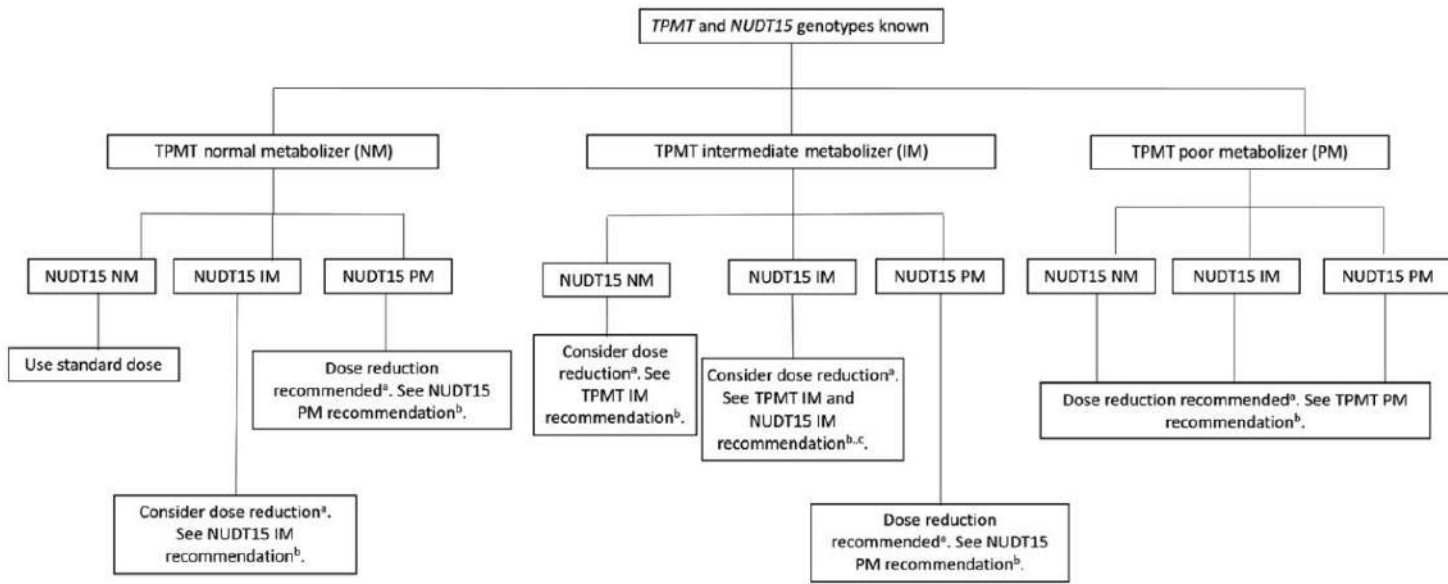 TPMT and NUDT15 genotypes known
TPMT normal metabolizer (NM)
TPMT intermediate metabolizer (IM)
TPMT poor metabolizer (PM)
NUDT15 NM
NUDT15 IM
NUDT15 PM
NUDT15 NM
NUDT15 IM
NUDT15 PM
NUDT15 NM
NUDT15 IM
NUDT15 PM
Use standard dose
Consider dose reductionᵃ.
See NUDT15 IM
recommendationᵇ.
Dose reduction
recommendedᵃ. See NUDT15
PM recommendationᵇ.
Consider dose
reductionᵃ. See
TPMT IM
recommendationᵇ.
Consider dose reductionᵃ.
See TPMT IM and
NUDT15 IM
recommendationᵇ,ᶜ.
Dose reduction
recommendedᵃ. See NUDT15
PM recommendationᵇ.
Dose reduction recommendedᵃ. See TPMT PM
recommendationᵇ.